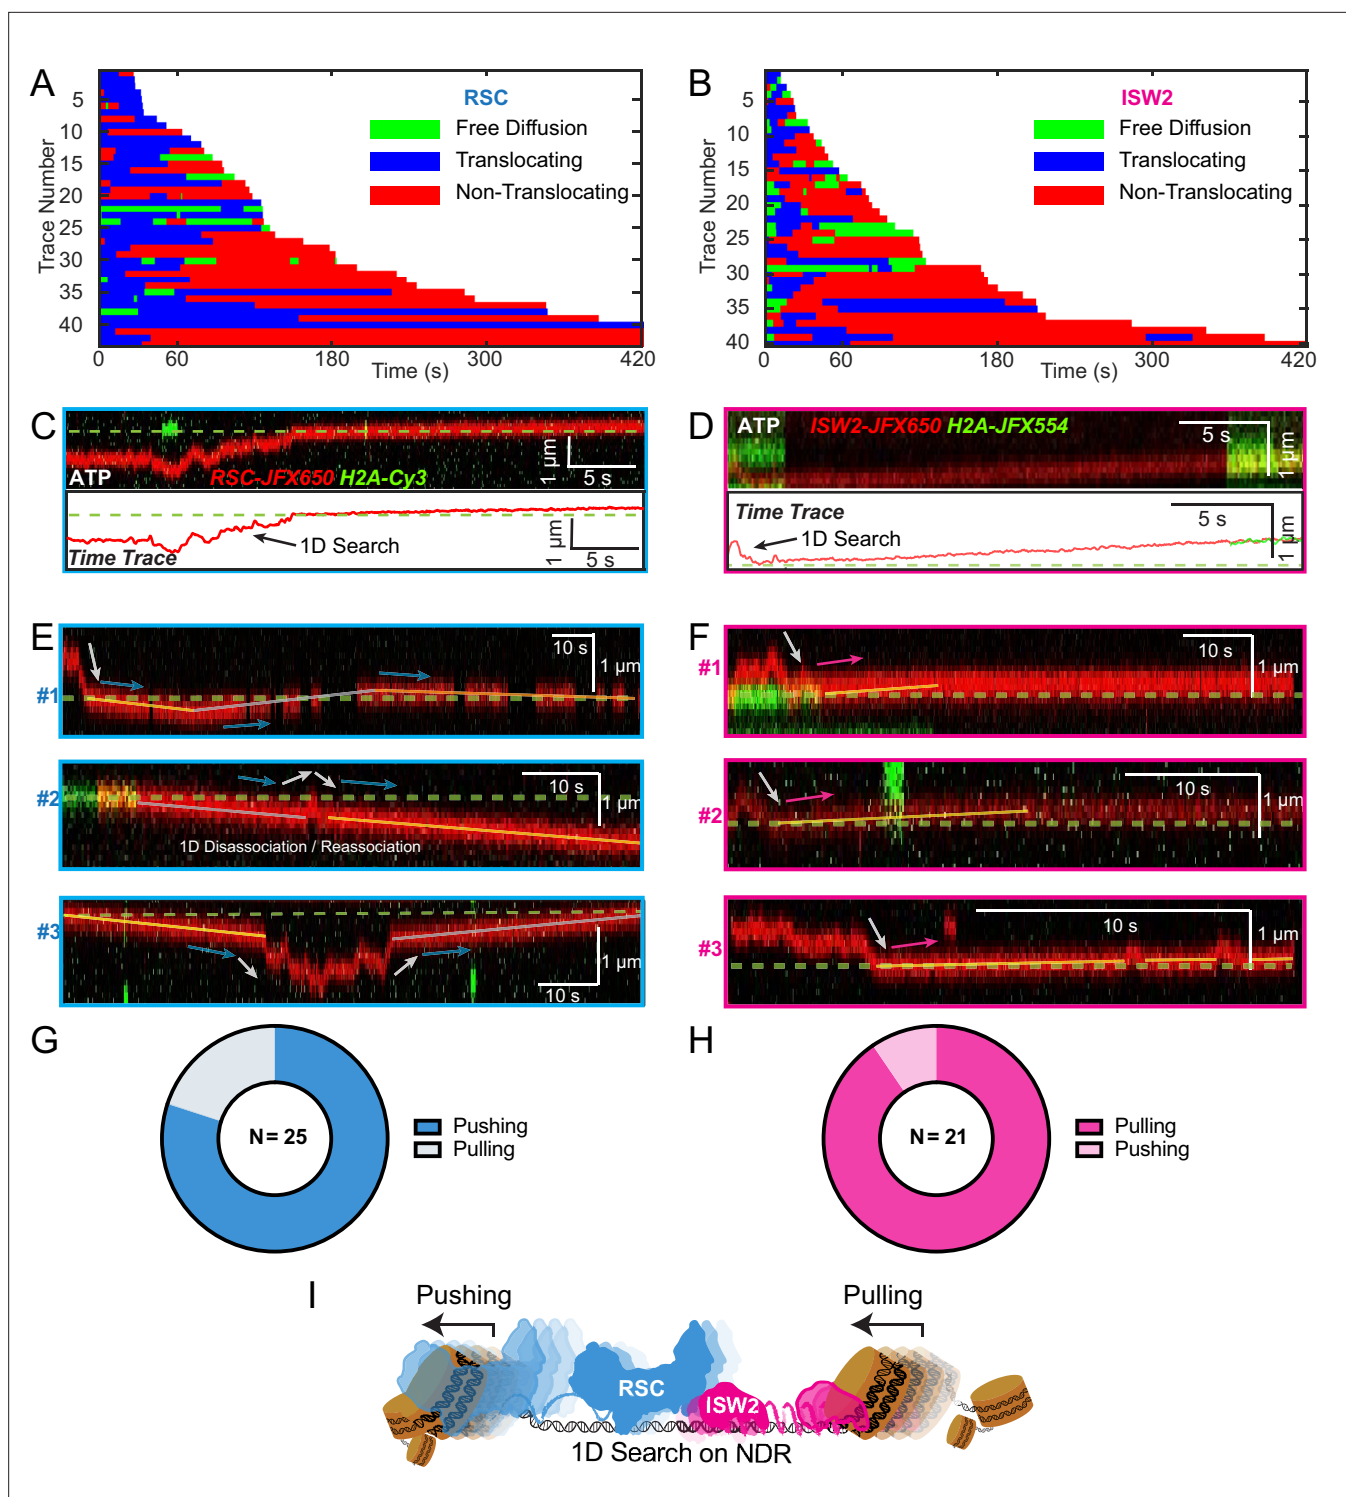 A
RSC
Free Diffusion
Translocating
Non-Translocating
Trace Number
5
10
15
20
25
30
35
40
0
60
180
300
420
Time (s)
B
ISW2
Free Diffusion
Translocating
Non-Translocating
Trace Number
5
10
15
20
25
30
35
40
0
60
180
300
420
Time (s)
C
ATP
RSC-JFX650 H2A-Cy3
1 µm
5 s
1D Search
Time Trace
1 µm
5 s
D
ATP
ISW2-JFX650 H2A-JFX554
5 s
1 µm
Time Trace
1D Search
5 s
1 µm
E
#1
10 s
1 µm
#2
10 s
1 µm
1D Disassociation / Reassociation
#3
10 s
1 µm
F
#1
10 s
1 µm
#2
10 s
1 µm
#3
10 s
1 µm
G
N= 25
Pushing
Pulling
H
N= 21
Pulling
Pushing
I
Pushing
Pulling
RSC
ISW2
1D Search on NDR